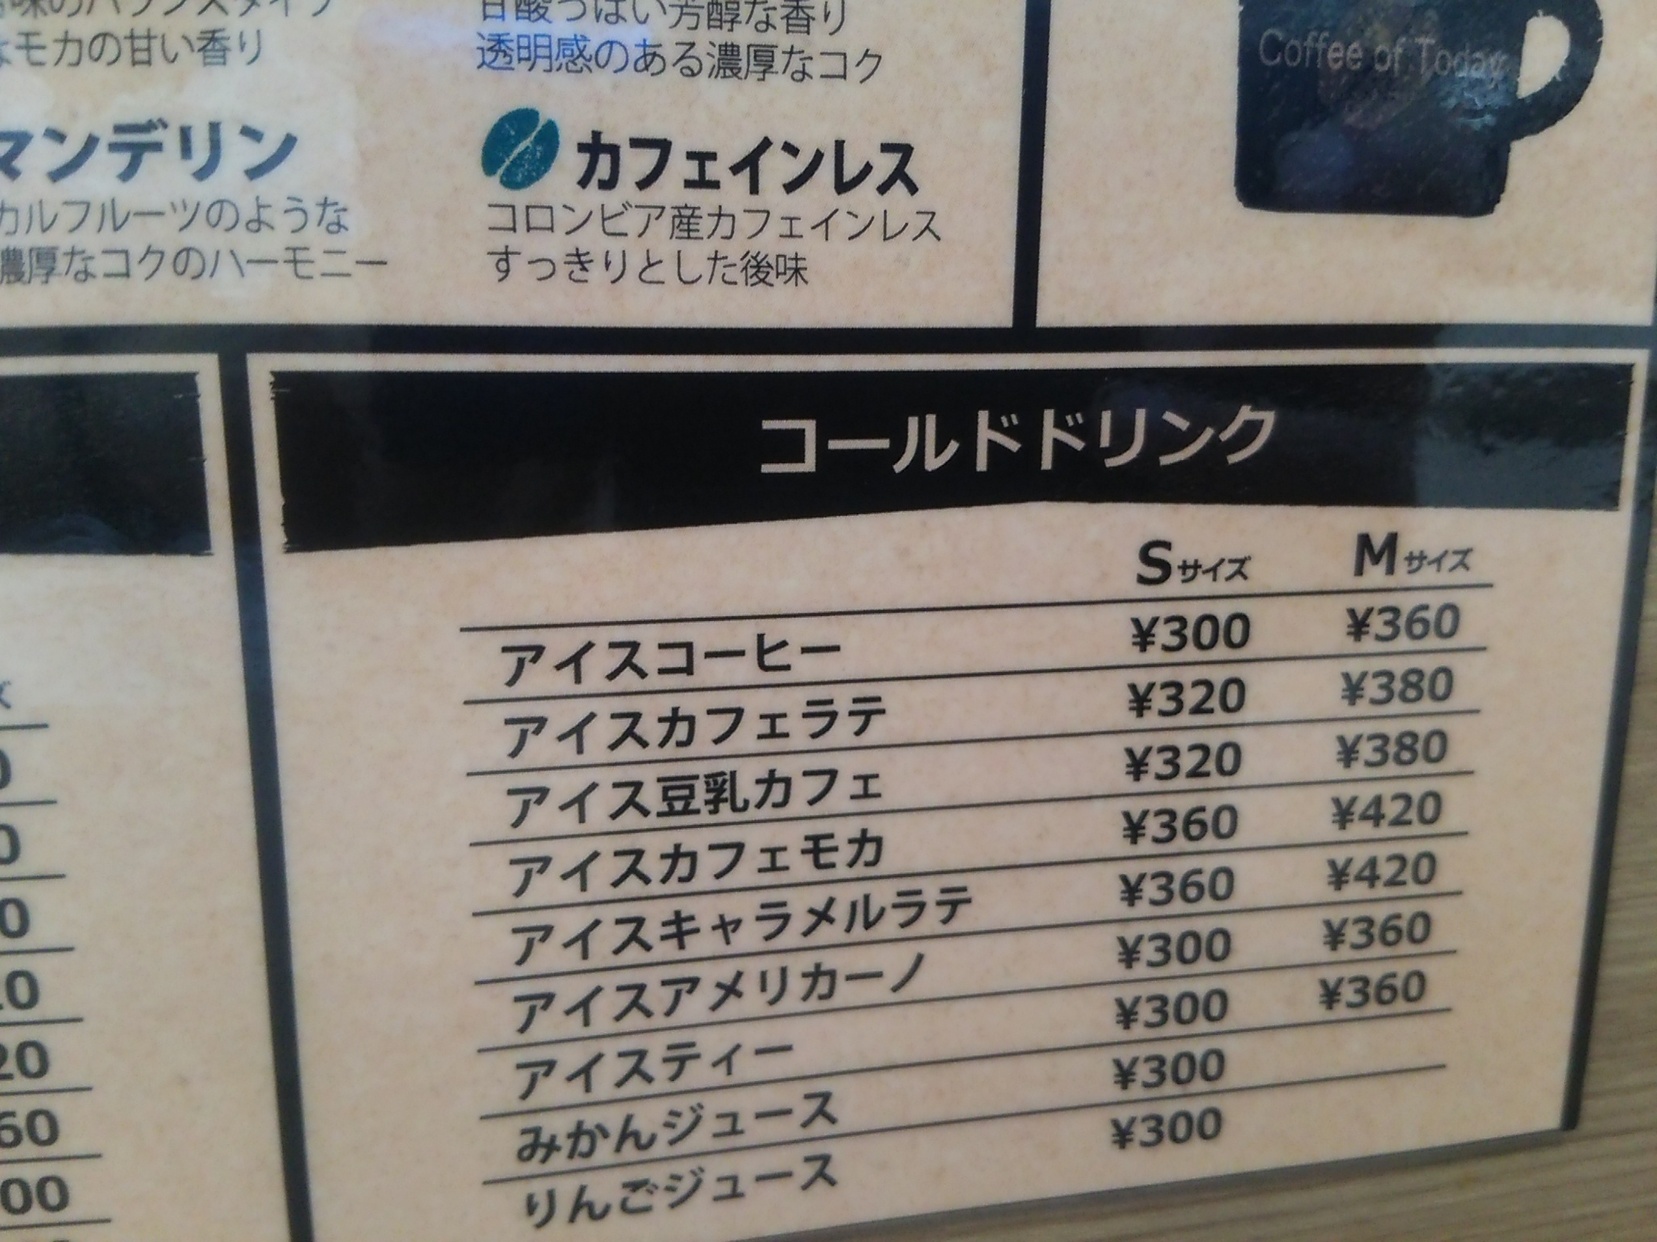 なモカの甘い香り
マンデリン
カルフルーツのような
濃厚なコクのハーモニー
甘酸っぱい芳醇な香り
透明感のある濃厚なコク
カフェインレス
コロンビア産カフェインレス
すっきりとした後味
Coffee of Today
コールドドリンク
Sサイズ Mサイズ
アイスコーヒー ¥300 ¥360
アイスカフェラテ ¥320 ¥380
アイス豆乳カフェ ¥320 ¥380
アイスカフェモカ ¥360 ¥420
アイスキャラメルラテ ¥360 ¥420
アイスアメリカーノ ¥300 ¥360
アイスティー ¥300 ¥360
みかんジュース ¥300
りんごジュース ¥300
20
60
00